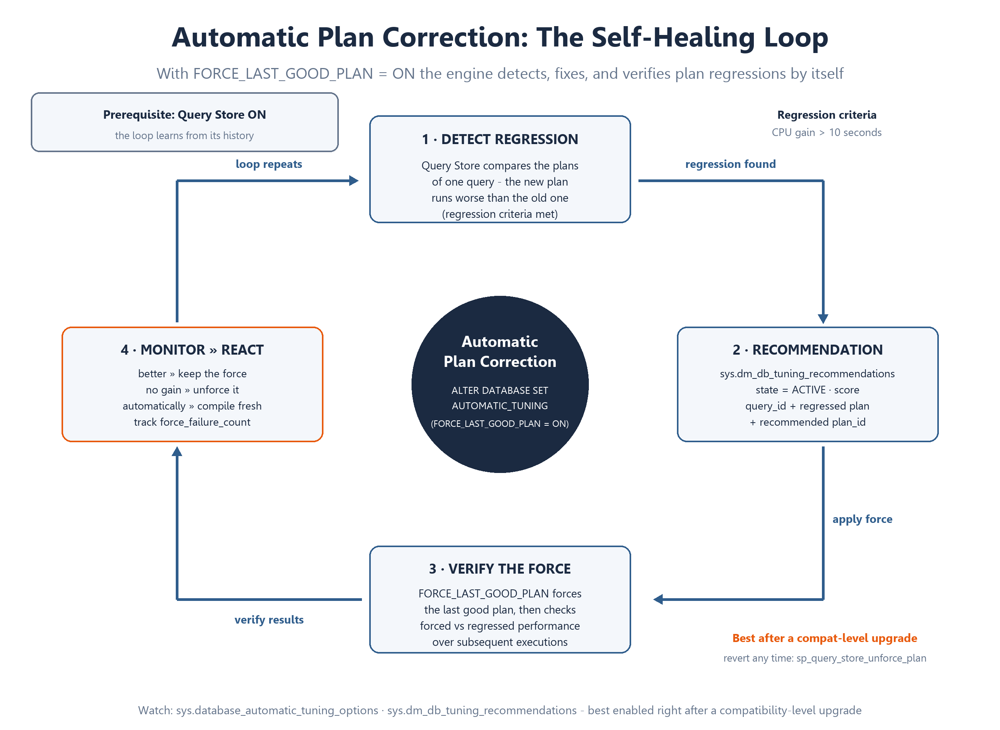 Automatic Plan Correction: The Self-Healing Loop
With FORCE_LAST_GOOD_PLAN = ON the engine detects, fixes, and verifies plan regressions by itself
Prerequisite: Query Store ON
the loop learns from its history
Regression criteria
CPU gain > 10 seconds
loop repeats
regression found
1 · DETECT REGRESSION
Query Store compares the plans
of one query - the new plan
runs worse than the old one
(regression criteria met)
4 · MONITOR » REACT
better » keep the force
no gain » unforce it
automatically » compile fresh
track force_failure_count
Automatic
Plan Correction
ALTER DATABASE SET
AUTOMATIC_TUNING
(FORCE_LAST_GOOD_PLAN = ON)
2 · RECOMMENDATION
sys.dm_db_tuning_recommendations
state = ACTIVE · score
query_id + regressed plan
+ recommended plan_id
apply force
3 · VERIFY THE FORCE
FORCE_LAST_GOOD_PLAN forces
the last good plan, then checks
forced vs regressed performance
over subsequent executions
verify results
Best after a compat-level upgrade
revert any time: sp_query_store_unforce_plan
Watch: sys.database_automatic_tuning_options · sys.dm_db_tuning_recommendations - best enabled right after a compatibility-level upgrade